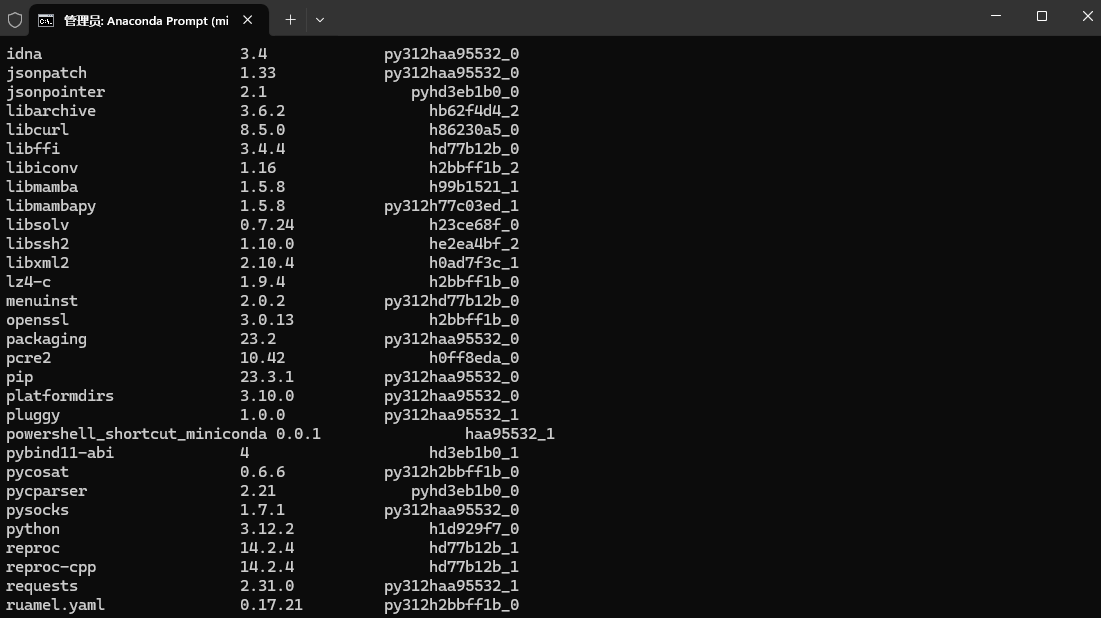 管理员: Anaconda Prompt (mi
idna 3.4 py312haa95532_0
jsonpatch 1.33 py312haa95532_0
jsonpointer 2.1 pyhd3eb1b0_0
libarchive 3.6.2 hb62f4d4_2
libcurl 8.5.0 h86230a5_0
libffi 3.4.4 hd77b12b_0
libiconv 1.16 h2bbff1b_2
libmamba 1.5.8 h99b1521_1
libmambapy 1.5.8 py312h77c03ed_1
libsolv 0.7.24 h23ce68f_0
libssh2 1.10.0 he2ea4bf_2
libxml2 2.10.4 h0ad7f3c_1
lz4-c 1.9.4 h2bbff1b_0
menuinst 2.0.2 py312hd77b12b_0
openssl 3.0.13 h2bbff1b_0
packaging 23.2 py312haa95532_0
pcre2 10.42 h0ff8eda_0
pip 23.3.1 py312haa95532_0
platformdirs 3.10.0 py312haa95532_0
pluggy 1.0.0 py312haa95532_1
powershell_shortcut_miniconda 0.0.1 haa95532_1
pybind11-abi 4 hd3eb1b0_1
pycosat 0.6.6 py312h2bbff1b_0
pycparser 2.21 pyhd3eb1b0_0
pysocks 1.7.1 py312haa95532_0
python 3.12.2 h1d929f7_0
reproc 14.2.4 hd77b12b_1
reproc-cpp 14.2.4 hd77b12b_1
requests 2.31.0 py312haa95532_1
ruamel.yaml 0.17.21 py312h2bbff1b_0